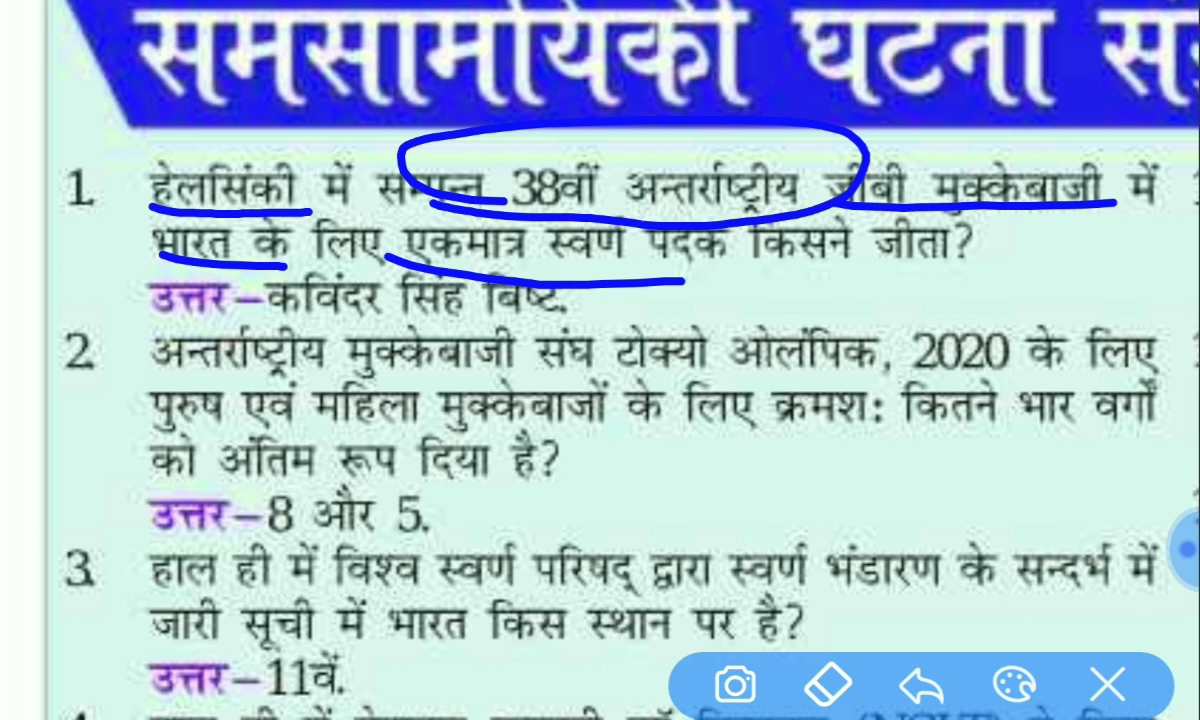 समसामयिकी घटना
1. हेलसिंकी में सम्पन्न 38वीं अन्तर्राष्ट्रीय जीबी मुक्केबाजी में
भारत के लिए एकमात्र स्वर्ण पदक किसने जीता?
उत्तर–कविंदर सिंह बिष्ट.
2. अन्तर्राष्ट्रीय मुक्केबाजी संघ टोक्यो ओलंपिक, 2020 के लिए
पुरुष एवं महिला मुक्केबाजों के लिए क्रमशः कितने भार वर्गों
को अंतिम रूप दिया है?
उत्तर–8 और 5.
3. हाल ही में विश्व स्वर्ण परिषद् द्वारा स्वर्ण भंडारण के सन्दर्भ में
जारी सूची में भारत किस स्थान पर है?
उत्तर–11वें.